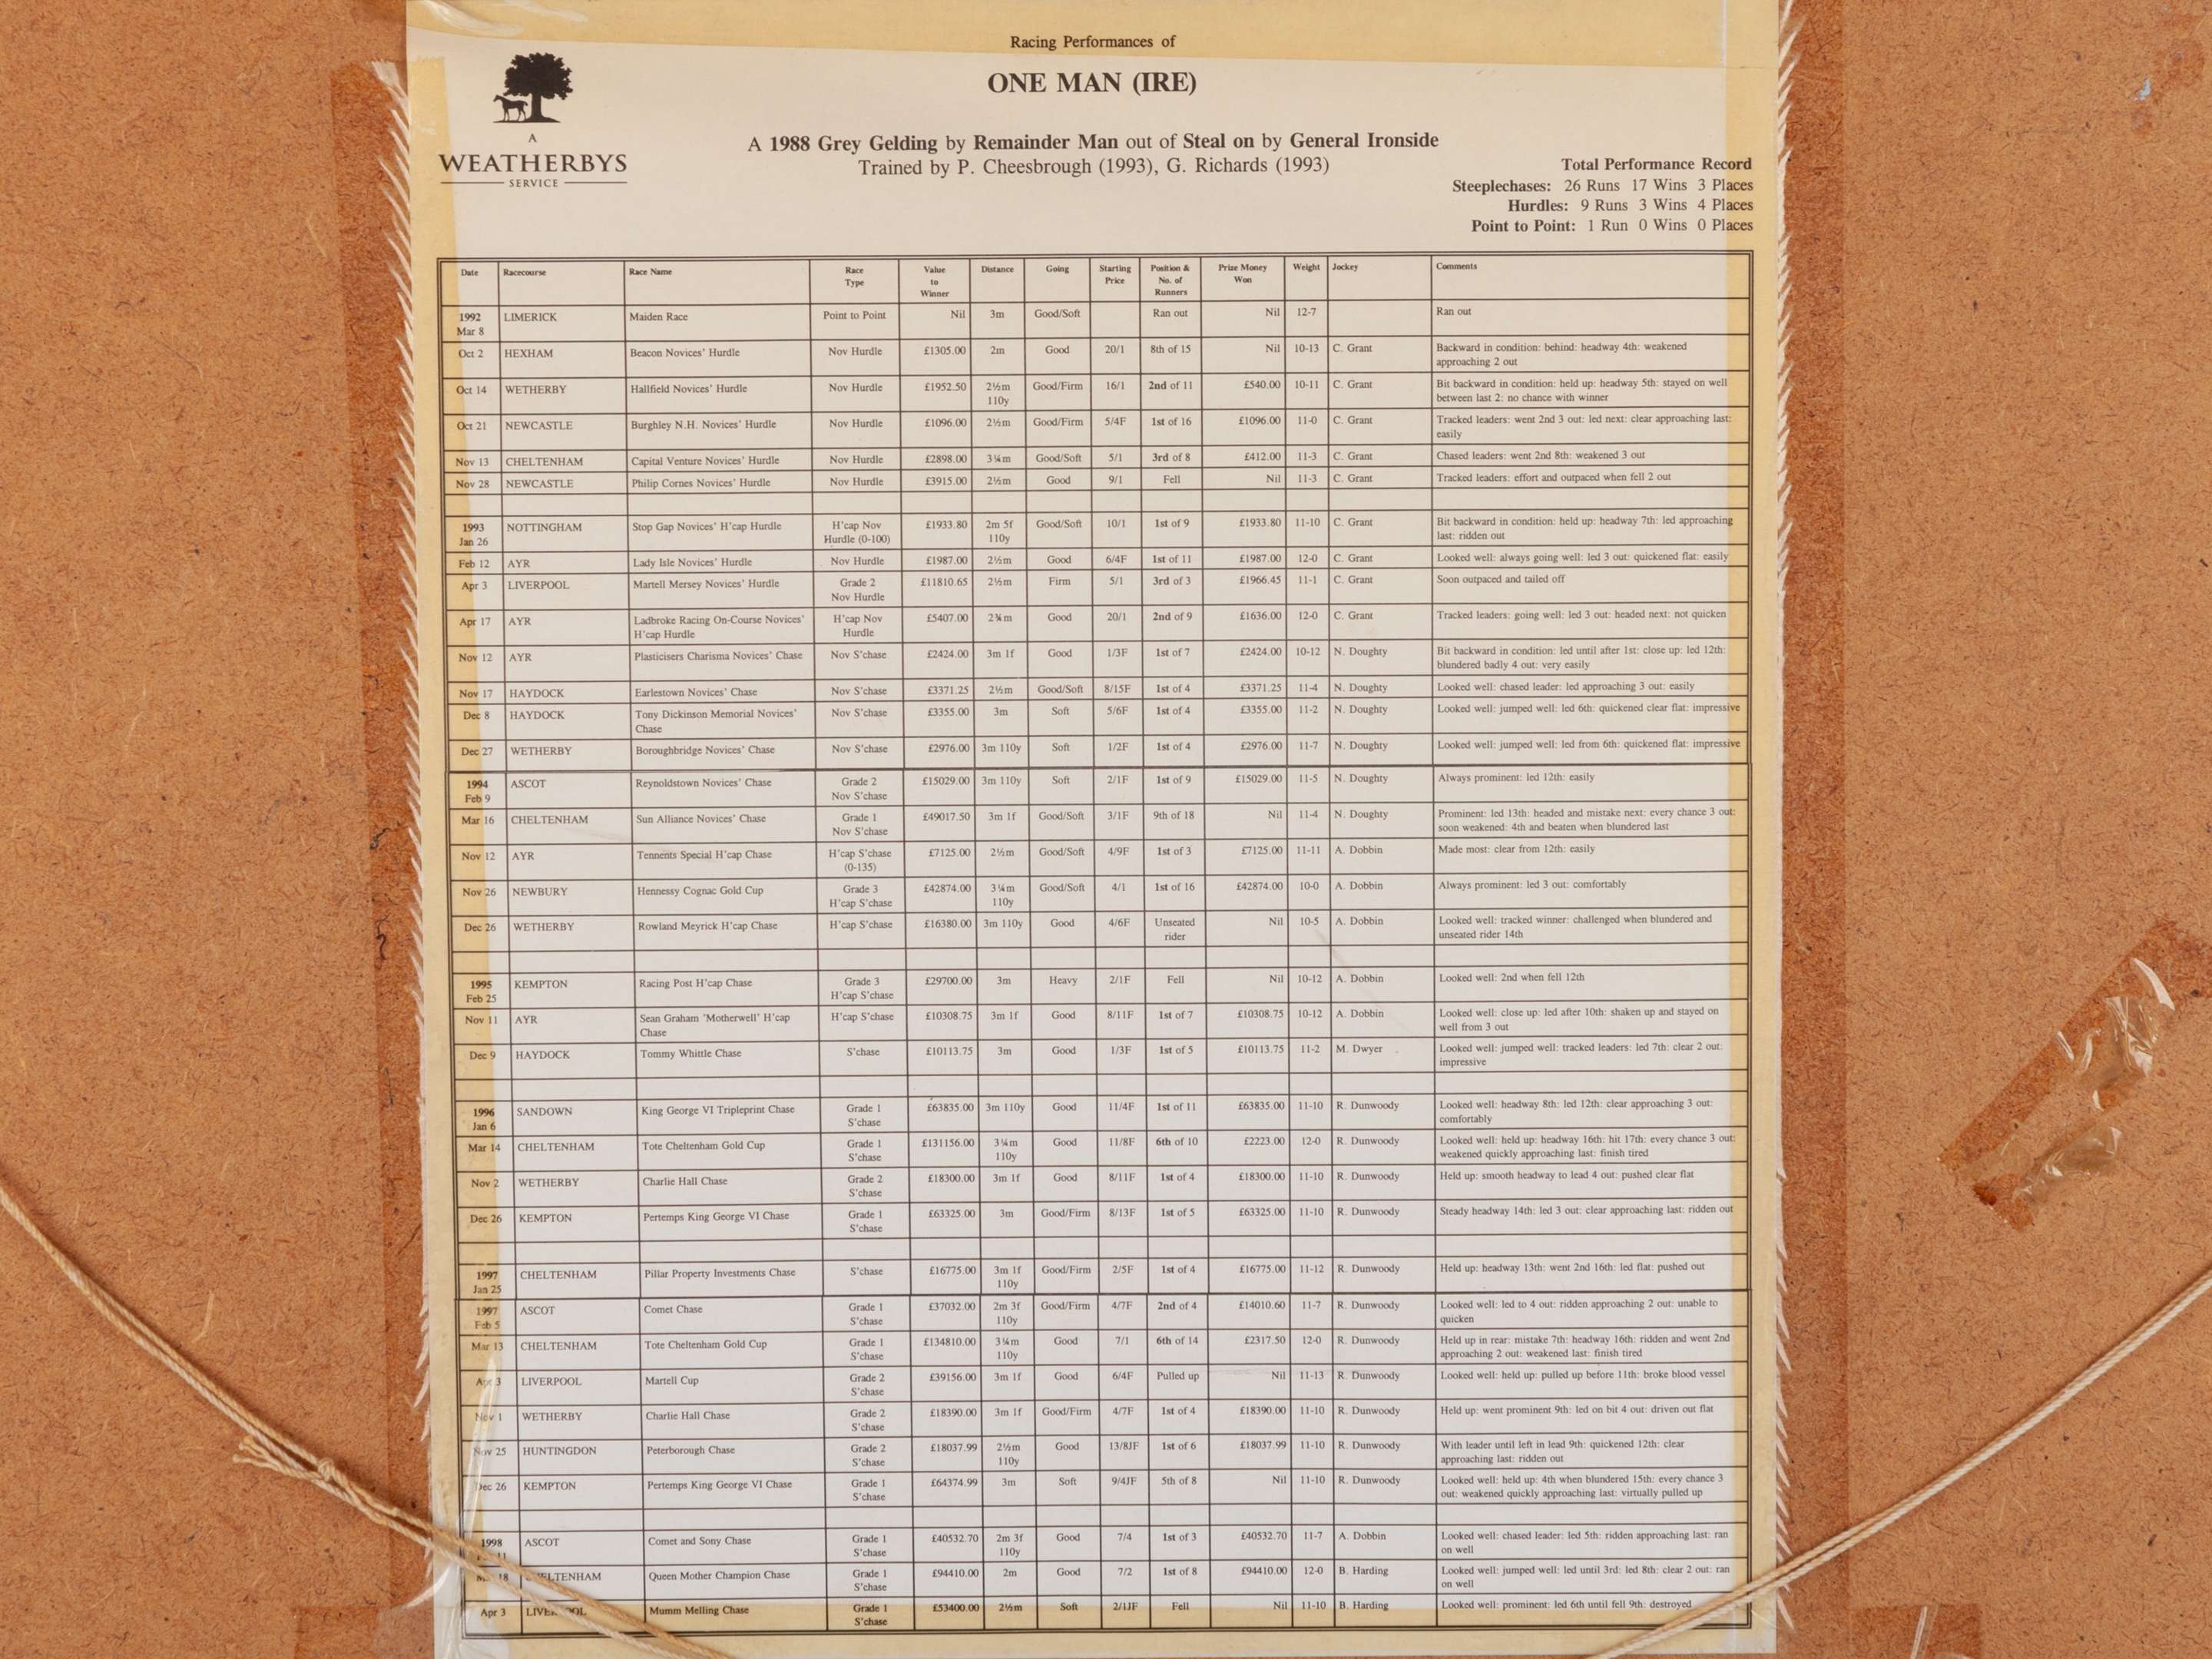 Racing Performances of
ONE MAN (IRE)
A 1988 Grey Gelding by Remainder Man out of Steal on by General Ironside
Trained by P. Cheesbrough (1993), G. Richards (1993)
A
WEATHERBYS
SERVICE
Total Performance Record
Steeplechases: 26 Runs 17 Wins 3 Places
Hurdles: 9 Runs 3 Wins 4 Places
Point to Point: 1 Run 0 Wins 0 Places
Date Racecourse Race Name Race Type Value to Winner Distance Going Starting Price Position & No. of Runners Prize Money Won Weight Jockey Comments
1992 Mar 8 LIMERICK Maiden Race Point to Point Nil 3m Good/Soft Ran out Nil 12-7 Ran out
Oct 2 HEXHAM Beacon Novices' Hurdle Nov Hurdle £1305.00 2m Good 20/1 8th of 15 Nil 10-13 C. Grant Backward in condition: behind: headway 4th: weakened approaching 2 out
Oct 14 WETHERBY Hallfield Novices' Hurdle Nov Hurdle £1952.50 2½m 110y Good/Firm 16/1 2nd of 11 £540.00 10-11 C. Grant Bit backward in condition: held up: headway 5th: stayed on well between last 2: no chance with winner
Oct 21 NEWCASTLE Burghley N.H. Novices' Hurdle Nov Hurdle £1096.00 2½m Good/Firm 5/4F 1st of 16 £1096.00 11-0 C. Grant Tracked leaders: went 2nd 3 out: led next: clear approaching last: easily
Nov 13 CHELTENHAM Capital Venture Novices' Hurdle Nov Hurdle £2898.00 3¼m Good/Soft 5/1 3rd of 8 £412.00 11-3 C. Grant Chased leaders: went 2nd 8th: weakened 3 out
Nov 28 NEWCASTLE Philip Cornes Novices' Hurdle Nov Hurdle £3915.00 2½m Good 9/1 Fell Nil 11-3 C. Grant Tracked leaders: effort and outpaced when fell 2 out
1993 Jan 26 NOTTINGHAM Stop Gap Novices' H'cap Hurdle H'cap Nov Hurdle (0-100) £1933.80 2m 5f 110y Good/Soft 10/1 1st of 9 £1933.80 11-10 C. Grant Bit backward in condition: held up: headway 7th: led approaching last: ridden out
Feb 12 AYR Lady Isle Novices' Hurdle Nov Hurdle £1987.00 2½m Good 6/4F 1st of 11 £1987.00 12-0 C. Grant Looked well: always going well: led 3 out: quickened flat: easily
Apr 3 LIVERPOOL Martell Mersey Novices' Hurdle Grade 2 Nov Hurdle £11810.65 2½m Firm 5/1 3rd of 3 £1966.45 11-1 C. Grant Soon outpaced and tailed off
Apr 17 AYR Ladbroke Racing On-Course Novices' H'cap Hurdle H'cap Nov Hurdle £5407.00 2¾m Good 20/1 2nd of 9 £1636.00 12-0 C. Grant Tracked leaders: going well: led 3 out: headed next: not quicken
Nov 12 AYR Plasticisers Charisma Novices' Chase Nov S'chase £2424.00 3m 1f Good 1/3F 1st of 7 £2424.00 10-12 N. Doughty Bit backward in condition: led until after 1st: close up: led 12th: blundered badly 4 out: very easily
Nov 17 HAYDOCK Earlestown Novices' Chase Nov S'chase £3371.25 2½m Good/Soft 8/15F 1st of 4 £3371.25 11-4 N. Doughty Looked well: chased leader: led approaching 3 out: easily
Dec 8 HAYDOCK Tony Dickinson Memorial Novices' Chase Nov S'chase £3355.00 3m Soft 5/6F 1st of 4 £3355.00 11-2 N. Doughty Looked well: jumped well: led 6th: quickened clear flat: impressive
Dec 27 WETHERBY Boroughbridge Novices' Chase Nov S'chase £2976.00 3m 110y Soft 1/2F 1st of 4 £2976.00 11-7 N. Doughty Looked well: jumped well: led from 6th: quickened flat: impressive
1994 Feb 9 ASCOT Reynoldstown Novices' Chase Grade 2 Nov S'chase £15029.00 3m 110y Soft 2/1F 1st of 9 £15029.00 11-5 N. Doughty Always prominent: led 12th: easily
Mar 16 CHELTENHAM Sun Alliance Novices' Chase Grade 1 Nov S'chase £49017.50 3m 1f Good/Soft 3/1F 9th of 18 Nil 11-4 N. Doughty Prominent: led 13th: headed and mistake next: every chance 3 out: soon weakened: 4th and beaten when blundered last
Nov 12 AYR Tennents Special H'cap Chase H'cap S'chase (0-135) £7125.00 2½m Good/Soft 4/9F 1st of 3 £7125.00 11-11 A. Dobbin Made most: clear from 12th: easily
Nov 26 NEWBURY Hennessy Cognac Gold Cup Grade 3 H'cap S'chase £42874.00 3¼m 110y Good/Soft 4/1 1st of 16 £42874.00 10-0 A. Dobbin Always prominent: led 3 out: comfortably
Dec 26 WETHERBY Rowland Meyrick H'cap Chase H'cap S'chase £16380.00 3m 110y Good 4/6F Unseated rider Nil 10-5 A. Dobbin Looked well: tracked winner: challenged when blundered and unseated rider 14th
1995 Feb 25 KEMPTON Racing Post H'cap Chase Grade 3 H'cap S'chase £29700.00 3m Heavy 2/1F Fell Nil 10-12 A. Dobbin Looked well: 2nd when fell 12th
Nov 11 AYR Sean Graham 'Motherwell' H'cap Chase H'cap S'chase £10308.75 3m 1f Good 8/11F 1st of 7 £10308.75 10-12 A. Dobbin Looked well: close up: led after 10th: shaken up and stayed on well from 3 out
Dec 9 HAYDOCK Tommy Whittle Chase S'chase £10113.75 3m Good 1/3F 1st of 5 £10113.75 11-2 M. Dwyer Looked well: jumped well: tracked leaders: led 7th: clear 2 out: impressive
1996 Jan 6 SANDOWN King George VI Tripleprint Chase Grade 1 S'chase £63835.00 3m 110y Good 11/4F 1st of 11 £63835.00 11-10 R. Dunwoody Looked well: headway 8th: led 12th: clear approaching 3 out: comfortably
Mar 14 CHELTENHAM Tote Cheltenham Gold Cup Grade 1 S'chase £131156.00 3¼m 110y Good 11/8F 6th of 10 £2223.00 12-0 R. Dunwoody Looked well: held up: headway 16th: hit 17th: every chance 3 out: weakened quickly approaching last: finish tired
Nov 2 WETHERBY Charlie Hall Chase Grade 2 S'chase £18300.00 3m 1f Good 8/11F 1st of 4 £18300.00 11-10 R. Dunwoody Held up: smooth headway to lead 4 out: pushed clear flat
Dec 26 KEMPTON Pertemps King George VI Chase Grade 1 S'chase £63325.00 3m Good/Firm 8/13F 1st of 5 £63325.00 11-10 R. Dunwoody Steady headway 14th: led 3 out: clear approaching last: ridden out
1997 Jan 25 CHELTENHAM Pillar Property Investments Chase S'chase £16775.00 3m 1f 110y Good/Firm 2/5F 1st of 4 £16775.00 11-12 R. Dunwoody Held up: headway 13th: went 2nd 16th: led flat: pushed out
1997 Feb 5 ASCOT Comet Chase Grade 1 S'chase £37032.00 2m 3f 110y Good/Firm 4/7F 2nd of 4 £14010.60 11-7 R. Dunwoody Looked well: led to 4 out: ridden approaching 2 out: unable to quicken
Mar 13 CHELTENHAM Tote Cheltenham Gold Cup Grade 1 S'chase £134810.00 3¼m 110y Good 7/1 6th of 14 £2317.50 12-0 R. Dunwoody Held up in rear: mistake 7th: headway 16th: ridden and went 2nd approaching 2 out: weakened last: finish tired
Apr 3 LIVERPOOL Martell Cup Grade 2 S'chase £39156.00 3m 1f Good 6/4F Pulled up Nil 11-13 R. Dunwoody Looked well: held up: pulled up before 11th: broke blood vessel
Nov 1 WETHERBY Charlie Hall Chase Grade 2 S'chase £18390.00 3m 1f Good/Firm 4/7F 1st of 4 £18390.00 11-10 R. Dunwoody Held up: went prominent 9th: led on bit 4 out: driven out flat
Nov 25 HUNTINGDON Peterborough Chase Grade 2 S'chase £18037.99 2½m 110y Good 13/8JF 1st of 6 £18037.99 11-10 R. Dunwoody With leader until left in lead 9th: quickened 12th: clear approaching last: ridden out
Dec 26 KEMPTON Pertemps King George VI Chase Grade 1 S'chase £64374.99 3m Soft 9/4JF 5th of 8 Nil 11-10 R. Dunwoody Looked well: held up: 4th when blundered 15th: every chance 3 out: weakened quickly approaching last: virtually pulled up
1998 ASCOT Comet and Sony Chase Grade 1 S'chase £40532.70 2m 3f 110y Good 7/4 1st of 3 £40532.70 11-7 A. Dobbin Looked well: chased leader: led 5th: ridden approaching last: ran on well
18 CHELTENHAM Queen Mother Champion Chase Grade 1 S'chase £94410.00 2m Good 7/2 1st of 8 £94410.00 12-0 B. Harding Looked well: jumped well: led until 3rd: led 8th: clear 2 out: ran on well
Apr 3 LIVERPOOL Mumm Melling Chase Grade 1 S'chase £53400.00 2½m Soft 2/1JF Fell Nil 11-10 B. Harding Looked well: prominent: led 6th until fell 9th: destroyed